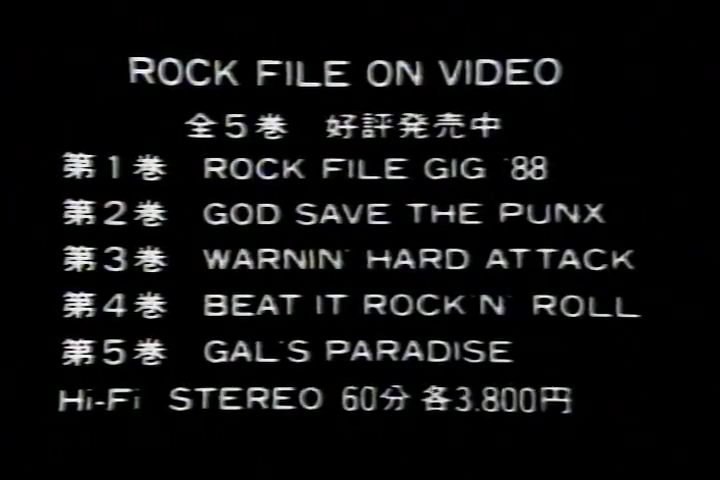 ROCK FILE ON VIDEO
全5巻 好評発売中
第1巻 ROCK FILE GIG '88
第2巻 GOD SAVE THE PUNX
第3巻 WARNIN' HARD ATTACK
第4巻 BEAT IT ROCK'N' ROLL
第5巻 GAL'S PARADISE
Hi-Fi STEREO 60分 各3.800円